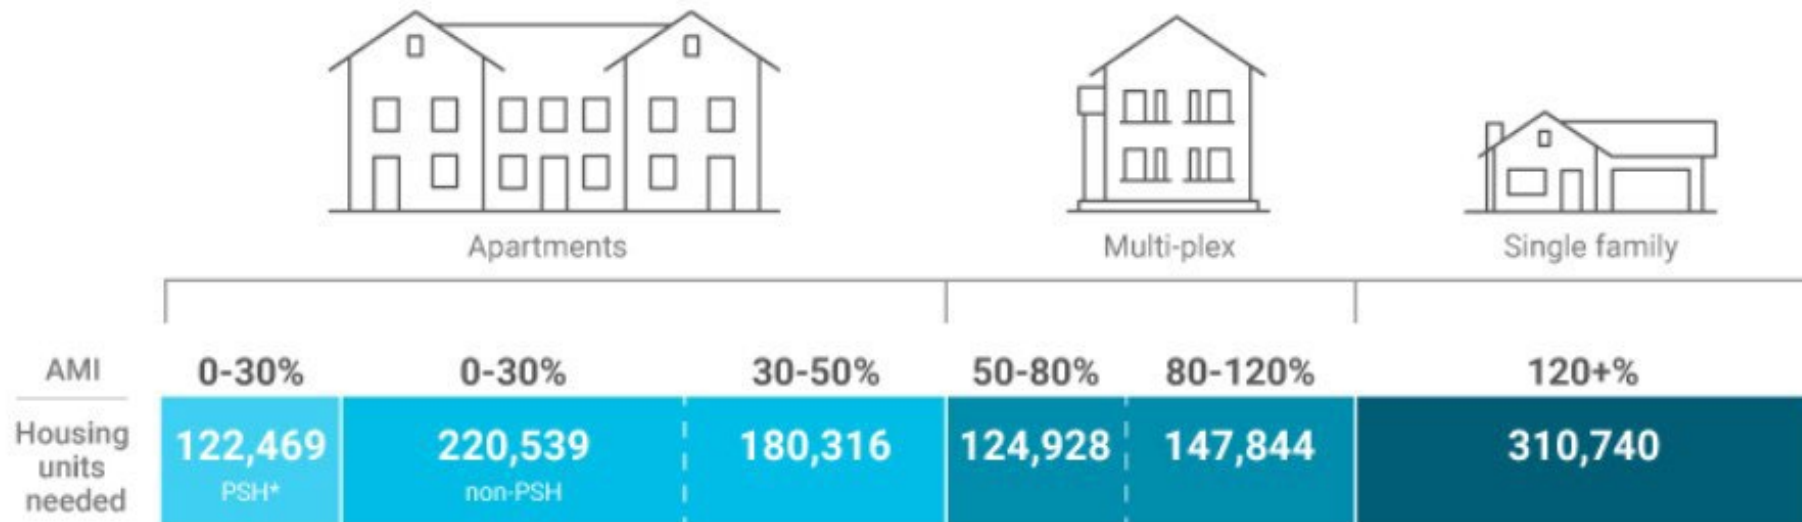 Apartments
Multi-plex
Single family
AMI
0-30%
0-30%
30-50%
50-80%
80-120%
120+%
Housing
units
needed
122,469
PSH*
220,539
non-PSH
180,316
124,928
147,844
310,740